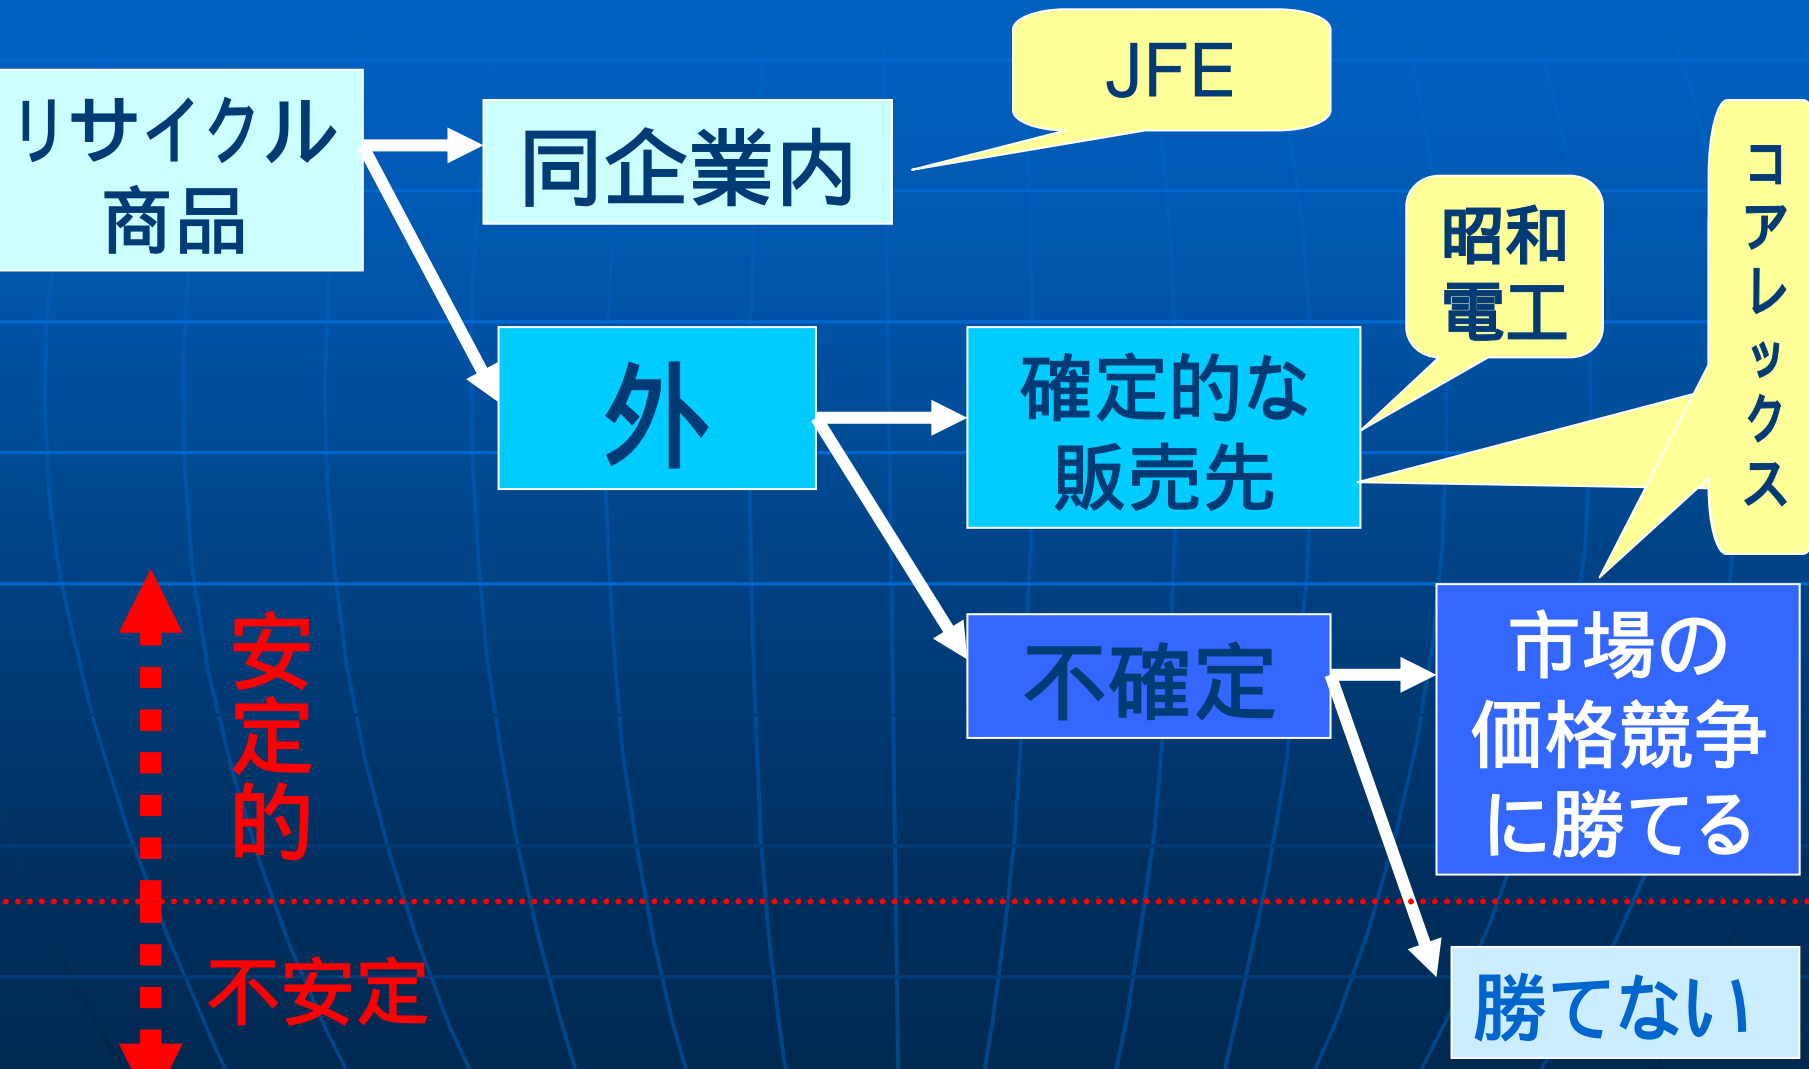 リサイクル
商品
同企業内
JFE
外
確定的な
販売先
昭和
電工
コアレックス
不確定
市場の
価格競争
に勝てる
勝てない
安定的
不安定